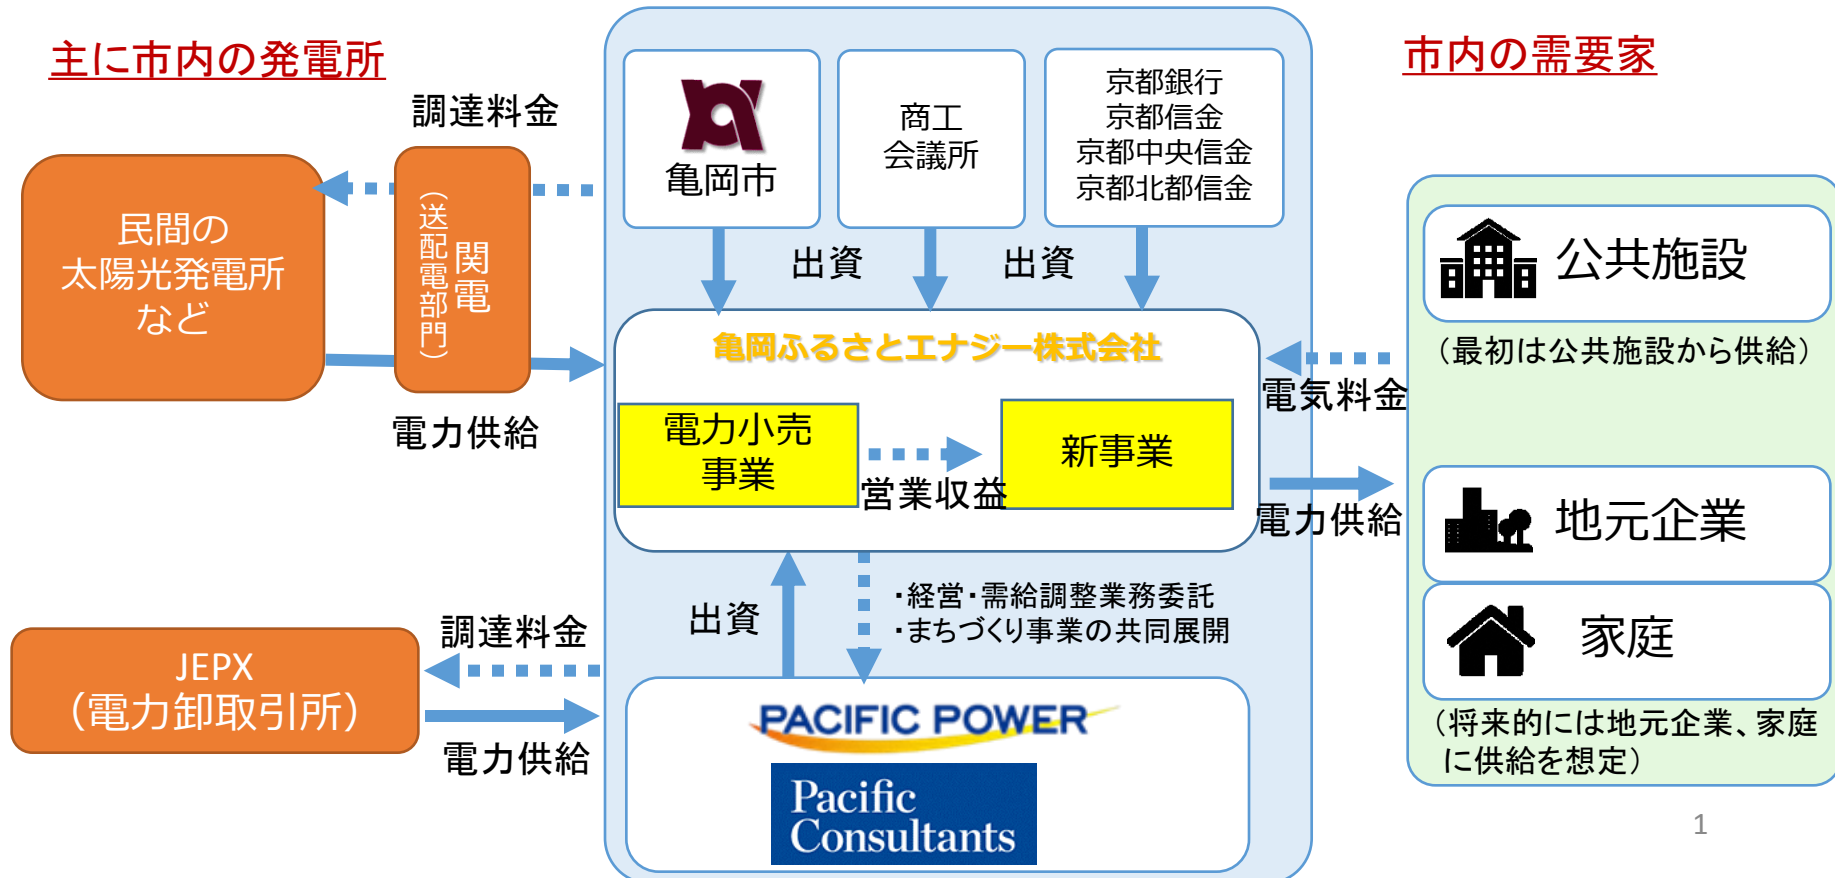 主に市内の発電所
市内の需要家
調達料金
民間の
太陽光発電所
など
関電
（送配電部門）
電力供給
JEPX
（電力卸取引所）
調達料金
電力供給
亀岡市
商工
会議所
京都銀行
京都信金
京都中央信金
京都北都信金
出資
出資
亀岡ふるさとエナジー株式会社
電力小売
事業
営業収益
新事業
出資
・経営・需給調整業務委託
・まちづくり事業の共同展開
PACIFIC POWER
Pacific
Consultants
電気料金
電力供給
公共施設
（最初は公共施設から供給）
地元企業
家庭
（将来的には地元企業、家庭
に供給を想定）
1